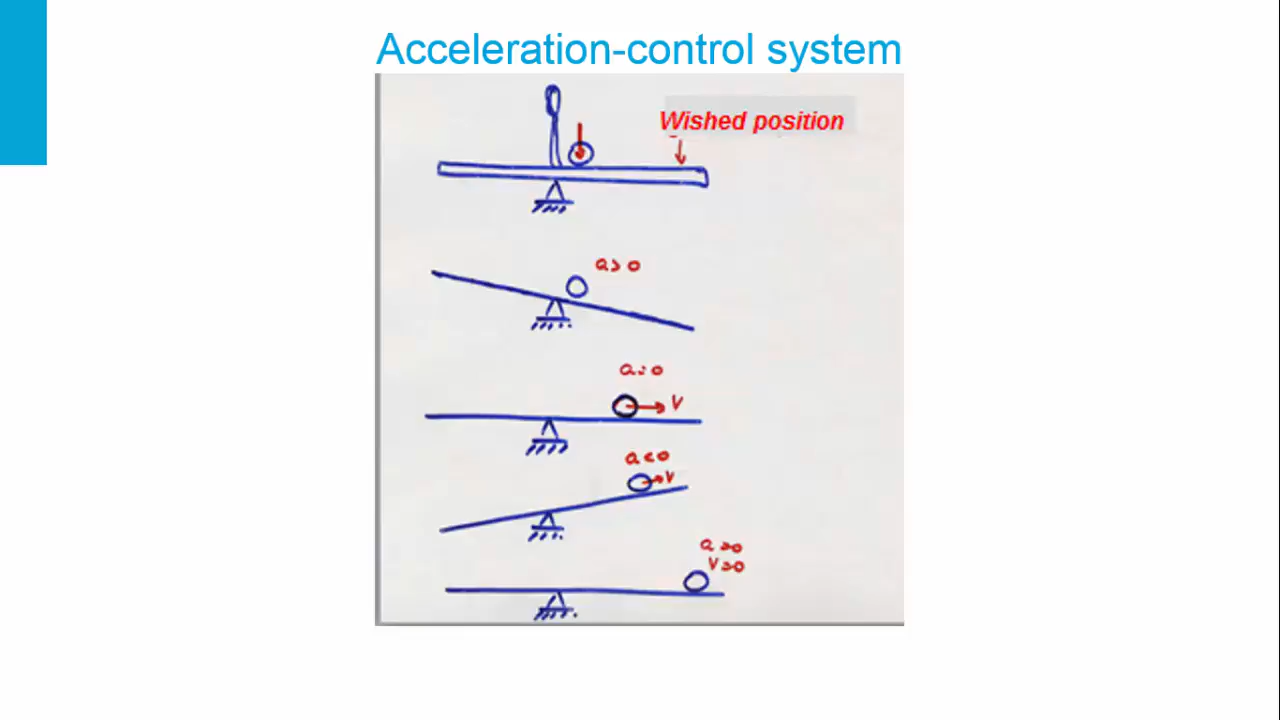 Acceleration-control system
Wished position
a > 0
a = 0
V
a < 0
V
a = 0
V = 0